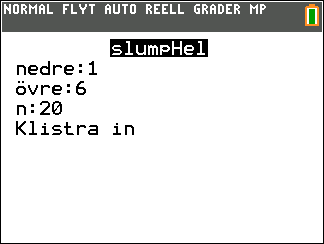 NORMAL FLYT AUTO REELL GRADER MP
slumpHel
nedre:1
övre:6
n:20
Klistra in